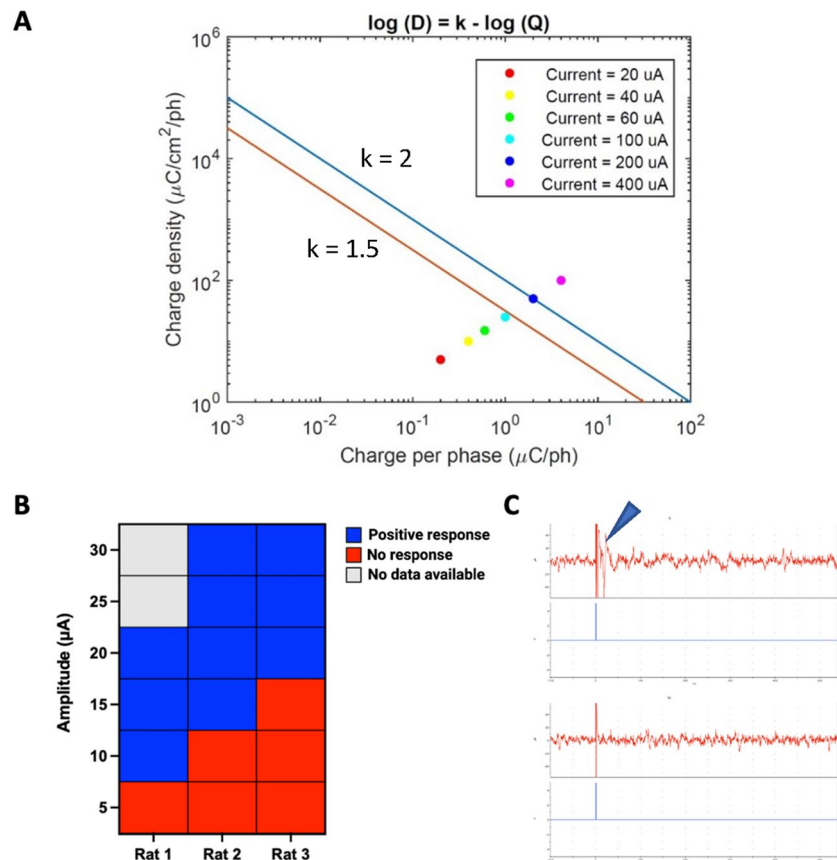 A
log (D) = k - log (Q)
10^6
10^4
10^2
10^0
Charge density (μC/cm^2/ph)
k = 2
k = 1.5
Current = 20 uA
Current = 40 uA
Current = 60 uA
Current = 100 uA
Current = 200 uA
Current = 400 uA
10^-3 10^-2 10^-1 10^0 10^1 10^2
Charge per phase (μC/ph)
B
Amplitude (μA)
30
25
20
15
10
5
Rat 1 Rat 2 Rat 3
Positive response
No response
No data available
C